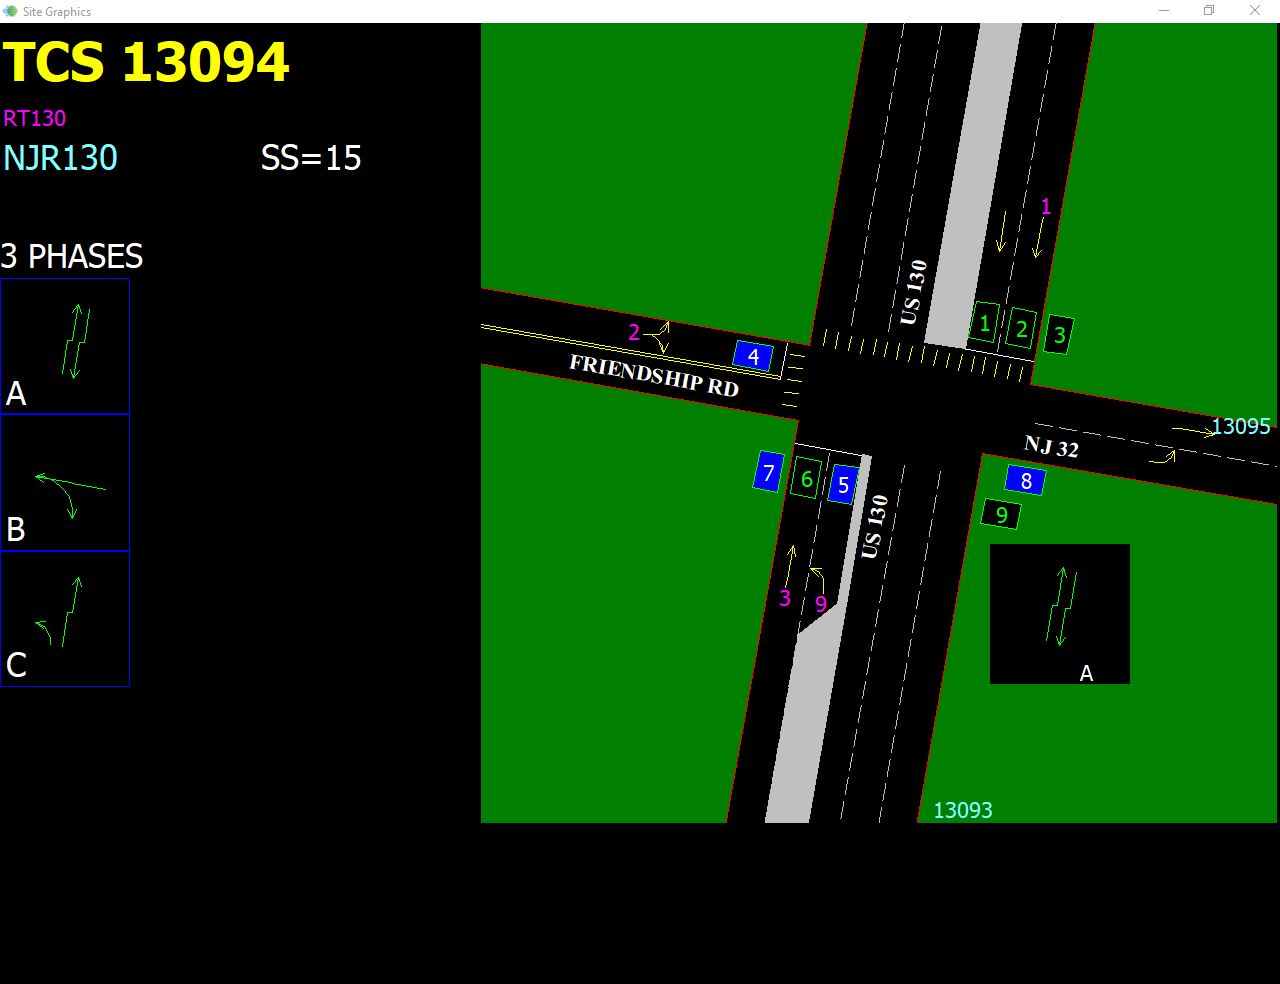 Site Graphics
TCS 13094
RT130
NJR130
SS=15
3 PHASES
A
B
C
1
US 130
1
2
3
2
4
FRIENDSHIP RD
13095
NJ 32
7
6
5
8
9
US 130
3
9
A
13093